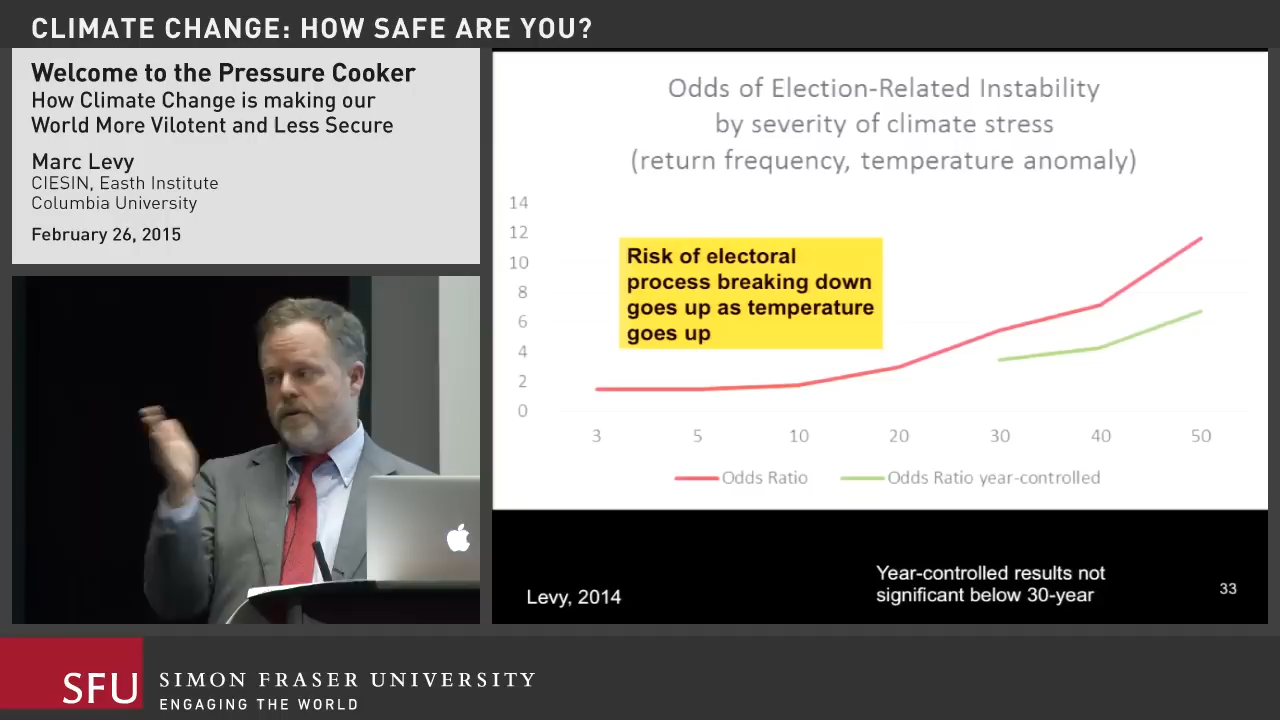 CLIMATE CHANGE: HOW SAFE ARE YOU?
Welcome to the Pressure Cooker
How Climate Change is making our
World More Vilotent and Less Secure
Marc Levy
CIESIN, Easth Institute
Columbia University
February 26, 2015
Odds of Election-Related Instability
by severity of climate stress
(return frequency, temperature anomaly)
14
12
10
8
6
4
2
0
Risk of electoral
process breaking down
goes up as temperature
goes up
3 5 10 20 30 40 50
Odds Ratio Odds Ratio year-controlled
Levy, 2014
Year-controlled results not
significant below 30-year
33
SFU
SIMON FRASER UNIVERSITY
ENGAGING THE WORLD